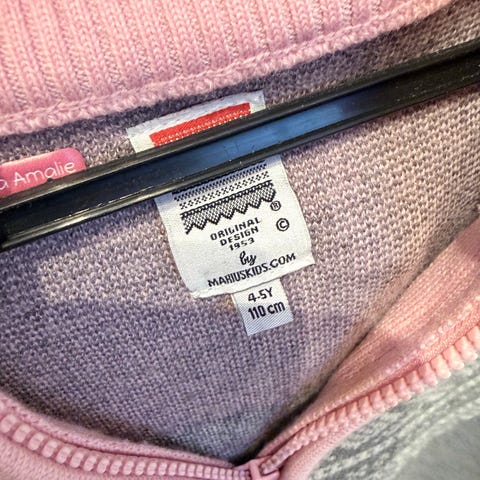 a Amalie
®
©
ORIGINAL
DESIGN
1953
by
MARIUSKIDS.COM
4-5Y
110 cm